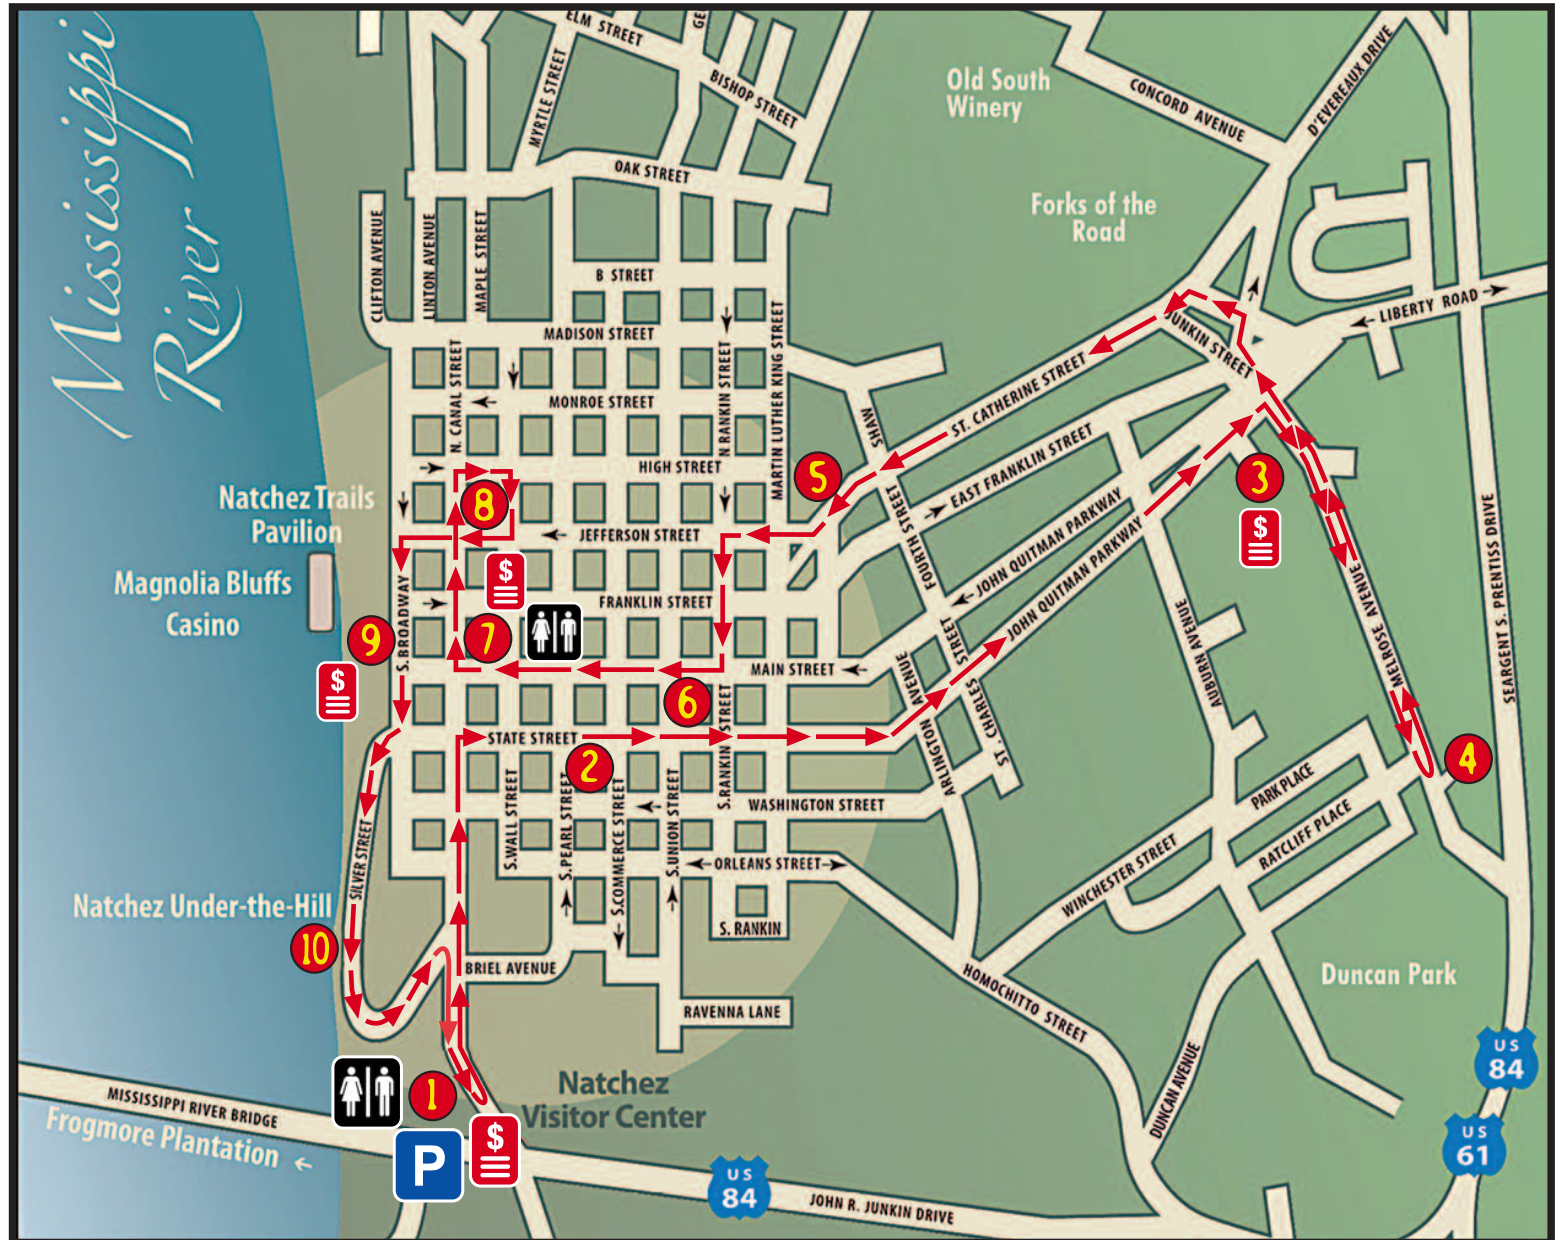 Mississippi
River
ELM STREET
GE
BISHOP STREET
MYRTLE STREET
OAK STREET
Old South
Winery
CONCORD AVENUE
D'EVEREAUX DRIVE
Forks of the
Road
CLIFTON AVENUE
LINTON AVENUE
MAPLE STREET
B STREET
MADISON STREET
N. CANAL STREET
MONROE STREET
N RANKIN STREET
MARTIN LUTHER KING STREET
HIGH STREET
JUNKIN STREET
LIBERTY ROAD
ST. CATHERINE STREET
SHAW
EAST FRANKLIN STREET
5
3
$
8
Natchez Trails
Pavilion
JEFFERSON STREET
FOURTH STREET
JOHN QUITMAN PARKWAY
JOHN QUITMAN PARKWAY
SEARGENT S. PRENTISS DRIVE
Magnolia Bluffs
Casino
$
FRANKLIN STREET
S. BROADWAY
9
7
$
MAIN STREET
6
MELROSE AVENUE
AUBURN AVENUE
ARLINGTON AVENUE
ST. CHARLES STREET
STATE STREET
2
4
S.RANKIN STREET
S.WALL STREET
S.PEARL STREET
S.COMMERCE STREET
S.UNION STREET
WASHINGTON STREET
PARK PLACE
RATCLIFF PLACE
WINCHESTER STREET
ORLEANS STREET
SILVER STREET
Natchez Under-the-Hill
10
S. RANKIN
BRIEL AVENUE
RAVENNA LANE
HOMOCHITTO STREET
Duncan Park
DUNCAN AVENUE
US
84
US
61
Natchez
Visitor Center
1
P
$
MISSISSIPPI RIVER BRIDGE
Frogmore Plantation
US
84
JOHN R. JUNKIN DRIVE